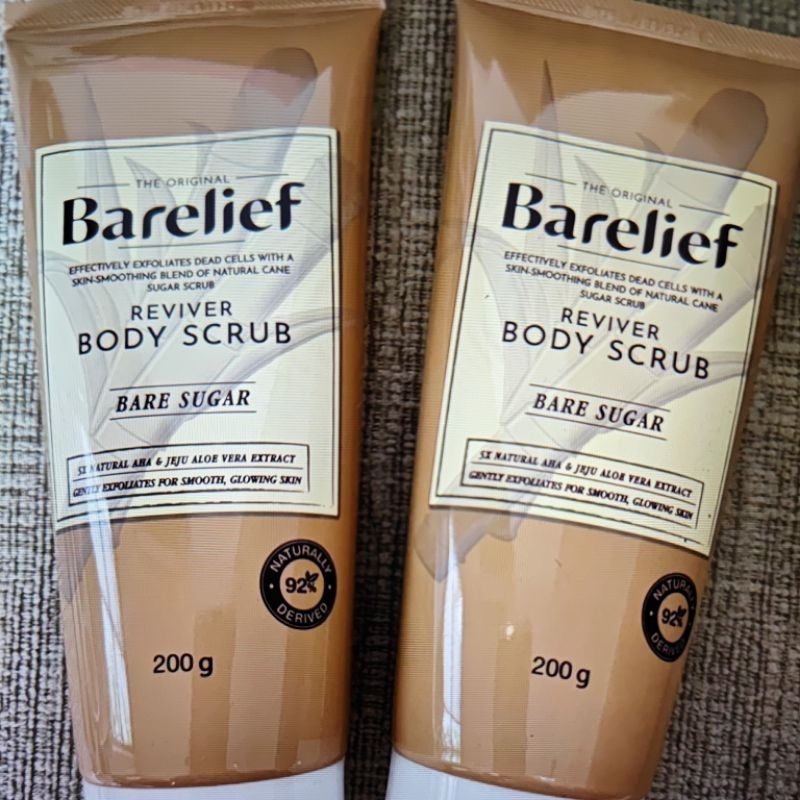 THE ORIGINAL
Barelief
EFFECTIVELY EXFOLIATES DEAD CELLS WITH A
SKIN-SMOOTHING BLEND OF NATURAL CANE
SUGAR SCRUB
REVIVER
BODY SCRUB
BARE SUGAR
5X NATURAL AHA & JEJU ALOE VERA EXTRACT
GENTLY EXFOLIATES FOR SMOOTH, GLOWING SKIN
NATURALLY
92%
DERIVED
200 g
THE ORIGINAL
Barelief
EFFECTIVELY EXFOLIATES DEAD CELLS WITH A
SKIN-SMOOTHING BLEND OF NATURAL CANE
SUGAR SCRUB
REVIVER
BODY SCRUB
BARE SUGAR
5X NATURAL AHA & JEJU ALOE VERA EXTRACT
GENTLY EXFOLIATES FOR SMOOTH, GLOWING SKIN
NATURALLY
92%
DERIVED
200 g